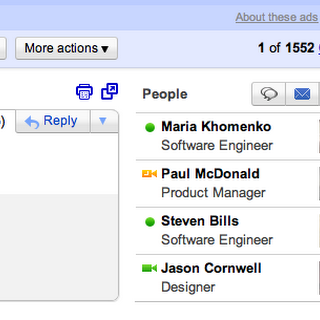 About these ads
More actions ▼
1 of 1552
People
) Reply ▼
Maria Khomenko
Software Engineer
Paul McDonald
Product Manager
Steven Bills
Software Engineer
Jason Cornwell
Designer